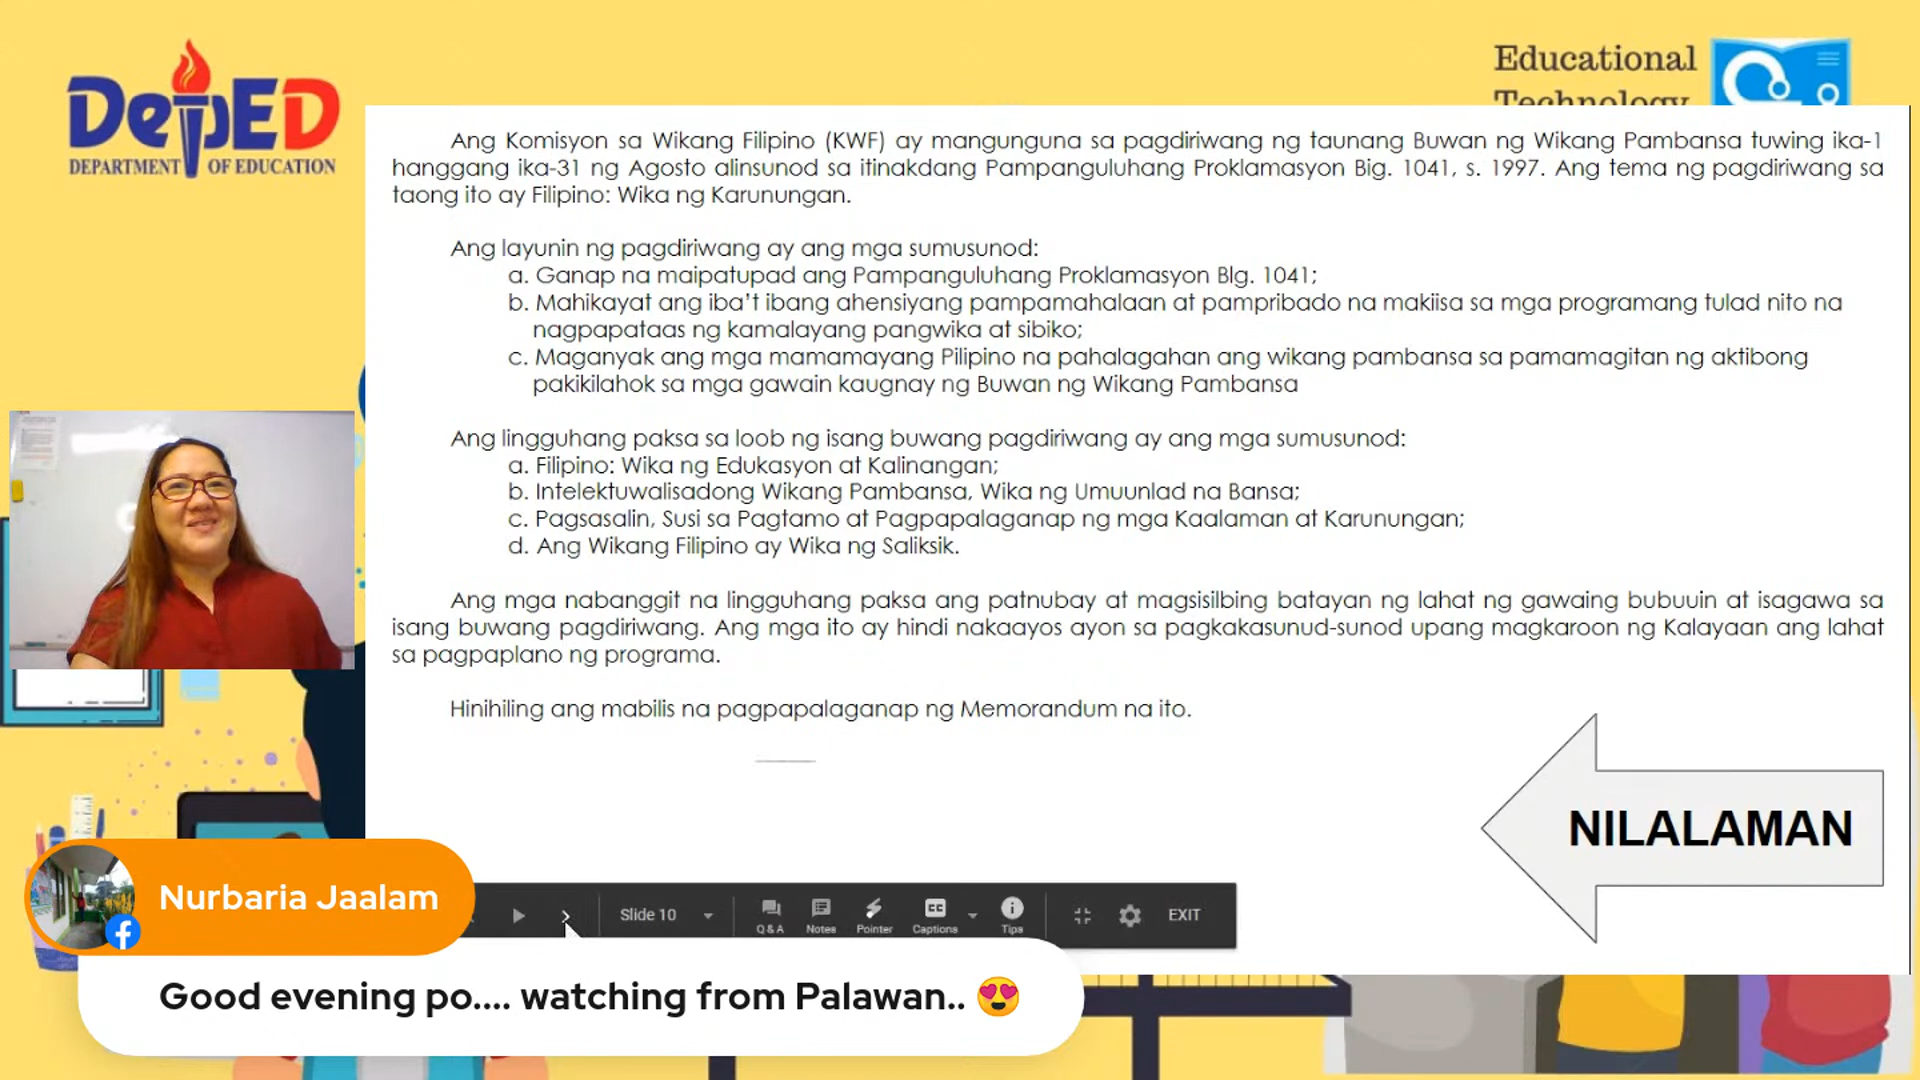 DepED
DEPARTMENT OF EDUCATION
Educational
Technology
Ang Komisyon sa Wikang Filipino (KWF) ay mangunguna sa pagdiriwang ng taunang Buwan ng Wikang Pambansa tuwing ika-1
hanggang ika-31 ng Agosto alinsunod sa itinakdang Pampanguluhang Proklamasyon Big. 1041, s. 1997. Ang tema ng pagdiriwang sa
taong ito ay Filipino: Wika ng Karunungan.
Ang layunin ng pagdiriwang ay ang mga sumusunod:
a. Ganap na maipatupad ang Pampanguluhang Proklamasyon Blg. 1041;
b. Mahikayat ang iba't ibang ahensiyang pampamahalaan at pampribado na makiisa sa mga programang tulad nito na
nagpapataas ng kamalayang pangwika at sibiko;
c. Maganyak ang mga mamamayang Pilipino na pahalagahan ang wikang pambansa sa pamamagitan ng aktibong
pakikilahok sa mga gawain kaugnay ng Buwan ng Wikang Pambansa
Ang lingguhang paksa sa loob ng isang buwang pagdiriwang ay ang mga sumusunod:
a. Filipino: Wika ng Edukasyon at Kalinangan;
b. Intelektuwalisadong Wikang Pambansa, Wika ng Umuunlad na Bansa;
c. Pagsasalin, Susi sa Pagtamo at Pagpapalaganap ng mga Kaalaman at Karunungan;
d. Ang Wikang Filipino ay Wika ng Saliksik.
Ang mga nabanggit na lingguhang paksa ang patnubay at magsisilbing batayan ng lahat ng gawaing bubuuin at isagawa sa
isang buwang pagdiriwang. Ang mga ito ay hindi nakaayos ayon sa pagkakasunud-sunod upang magkaroon ng Kalayaan ang lahat
sa pagpaplano ng programa.
Hinihiling ang mabilis na pagpapalaganap ng Memorandum na ito.
NILALAMAN
Nurbaria Jaalam
Slide 10
Q & A
Notes
Pointer
CC
Captions
Tips
EXIT
Good evening po.... watching from Palawan.. 😍